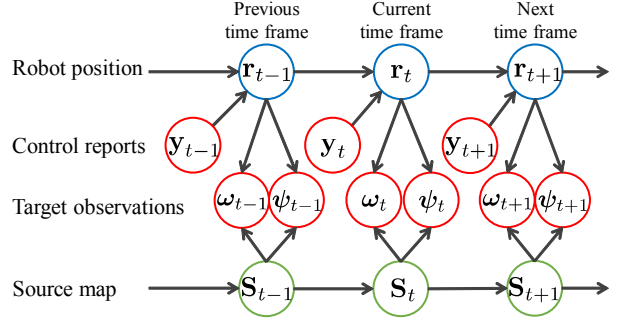 Previous time frame
Current time frame
Next time frame
Robot position
r_{t−1}
r_t
r_{t+1}
Control reports
y_{t−1}
y_t
y_{t+1}
Target observations
ω_{t−1} ψ_{t−1}
ω_t ψ_t
ω_{t+1} ψ_{t+1}
Source map
S_{t−1}
S_t
S_{t+1}